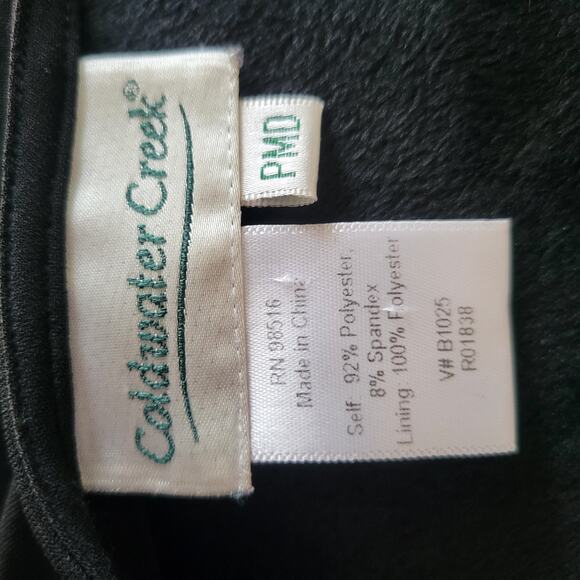 Coldwater Creek®
PMD
RN 98516
Made in China
Self 92% Polyester,
8% Spandex
Lining 100% Polyester
V# B1025
R01838